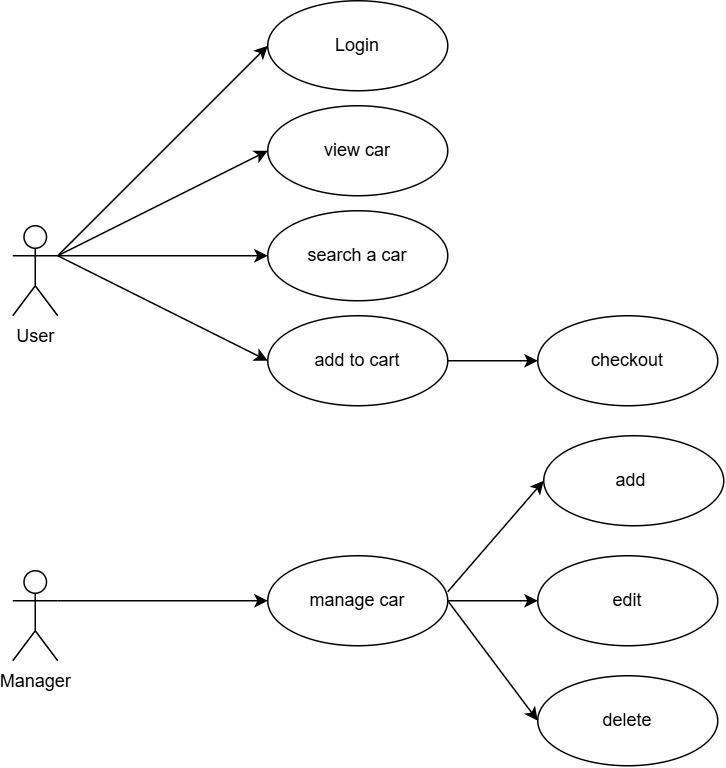 Login
view car
search a car
User
add to cart
checkout
add
manage car
edit
Manager
delete